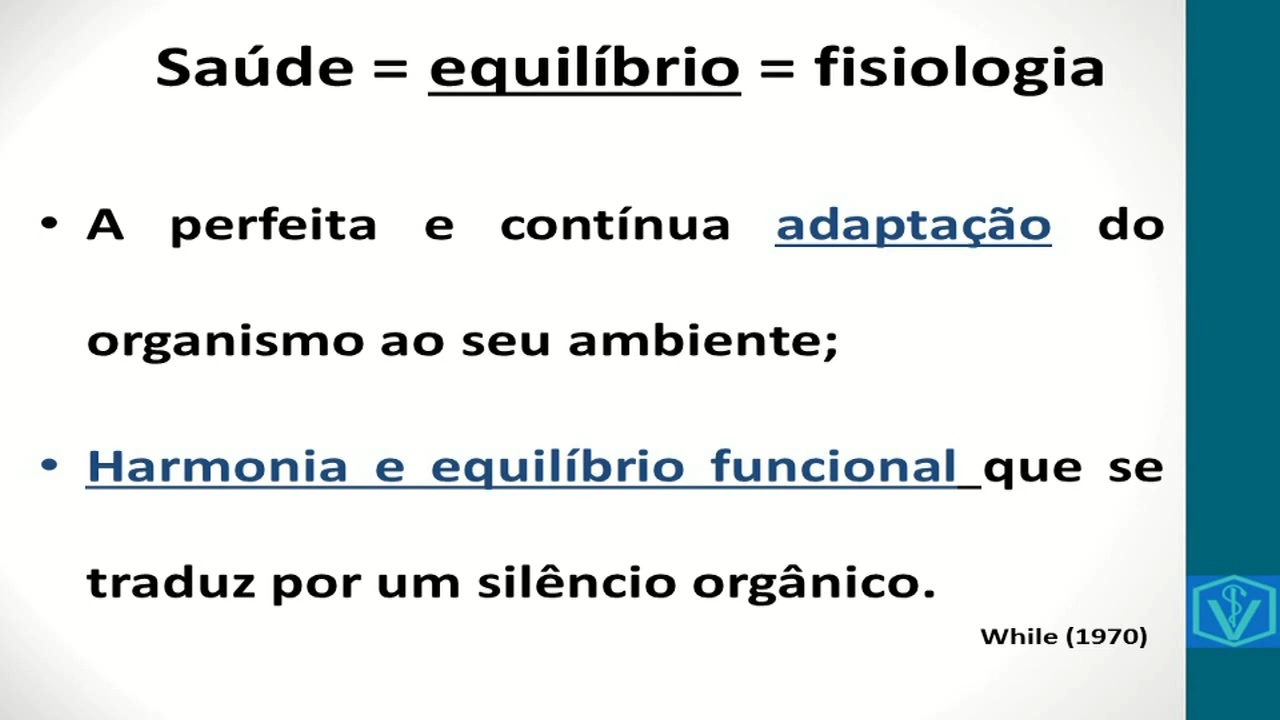 Saúde = equilíbrio = fisiologia
• A perfeita e contínua adaptação do
organismo ao seu ambiente;
• Harmonia e equilíbrio funcional que se
traduz por um silêncio orgânico.
While (1970)